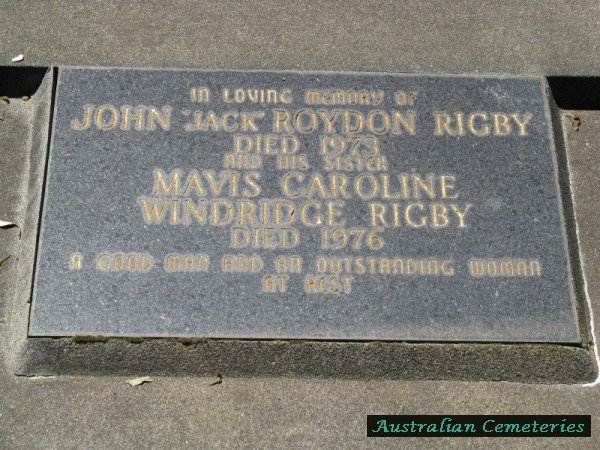 IN LOVING MEMORY OF
JOHN "JACK" ROYDON RIGBY
DIED 1973
AND HIS SISTER
MAVIS CAROLINE
WINDRIDGE RIGBY
DIED 1976
A GOOD MAN AND AN OUTSTANDING WOMAN
AT REST
Australian Cemeteries